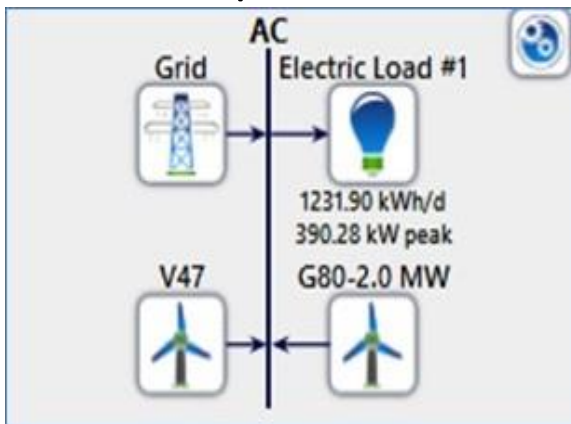 AC
Grid
Electric Load #1
1231.90 kWh/d
390.28 kW peak
V47
G80-2.0 MW